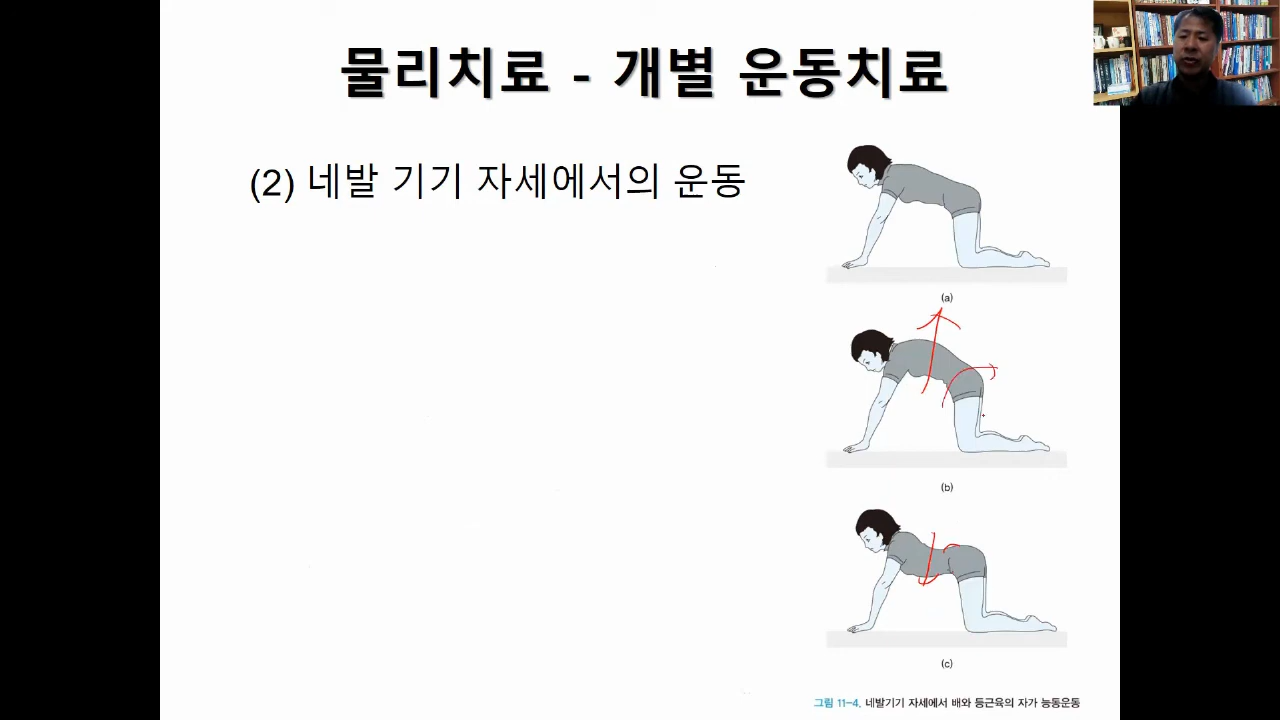 물리치료 - 개별 운동치료
(2) 네발 기기 자세에서의 운동
(a)
(b)
(c)
그림 11-4. 네발기기 자세에서 배와 등근육의 자가 능동운동